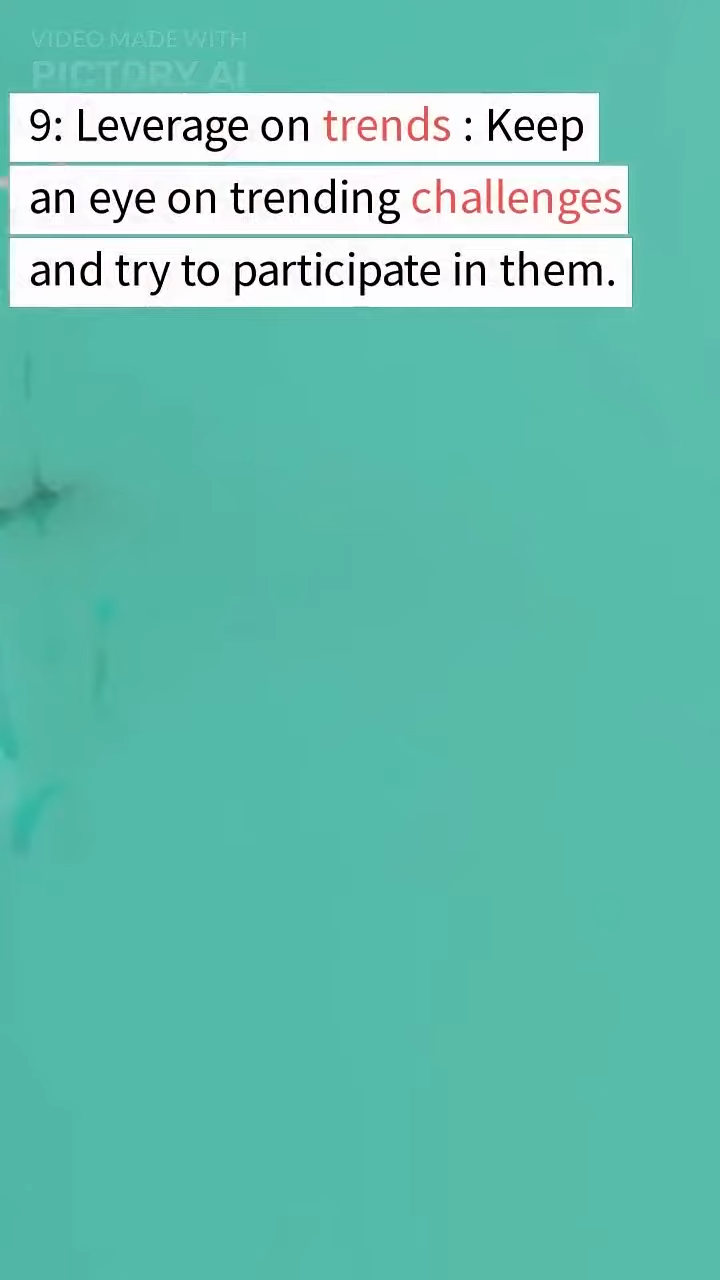 VIDEO MADE WITH
PICTORY AI
9: Leverage on trends : Keep
an eye on trending challenges
and try to participate in them.